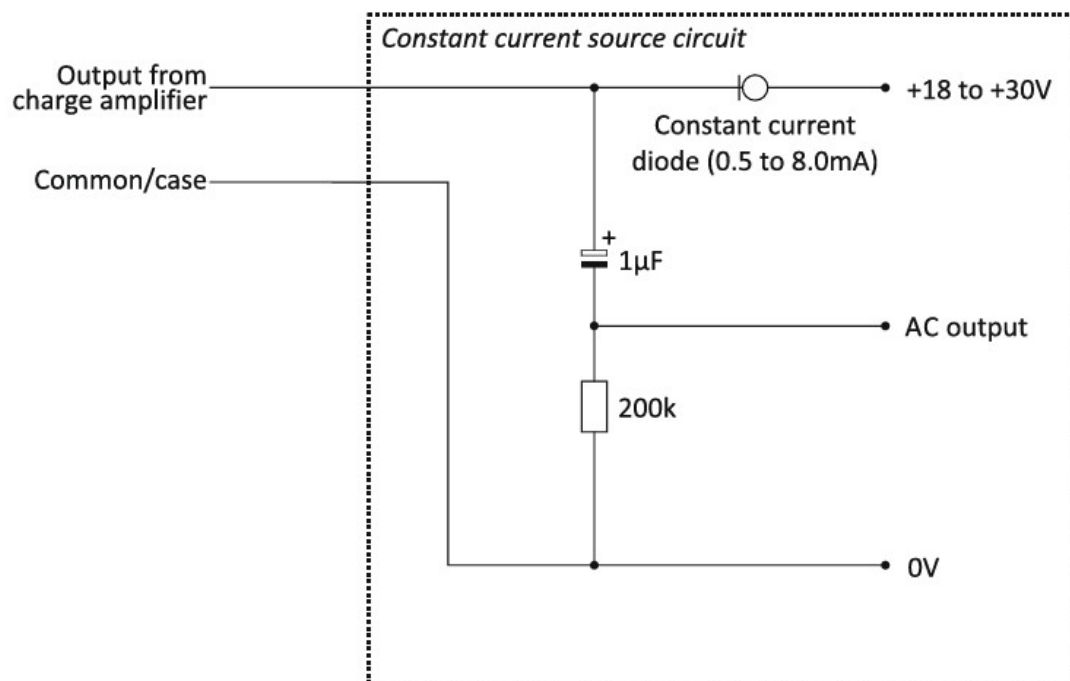 Constant current source circuit
Output from
charge amplifier
+18 to +30V
Constant current
diode (0.5 to 8.0mA)
Common/case
+
1μF
AC output
200k
0V